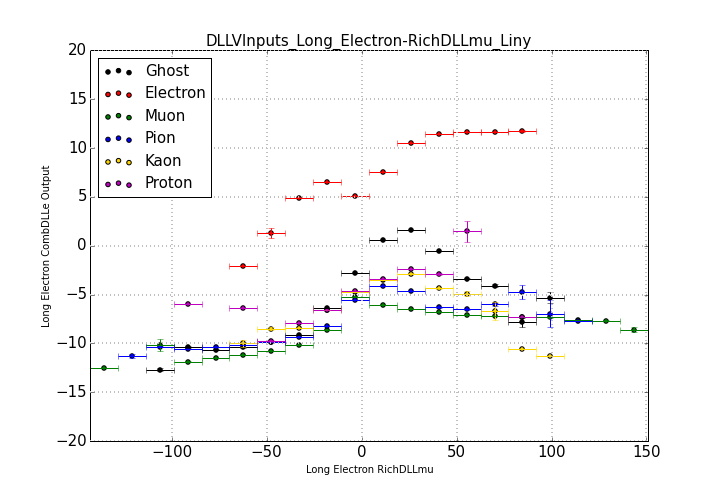 DLLVInputs_Long_Electron-RichDLLmu_Liny
20
15
10
5
0
−5
−10
−15
−20
Ghost
Electron
Muon
Pion
Kaon
Proton
Long Electron CombDLLe Output
−100 −50 0 50 100 150
Long Electron RichDLLmu